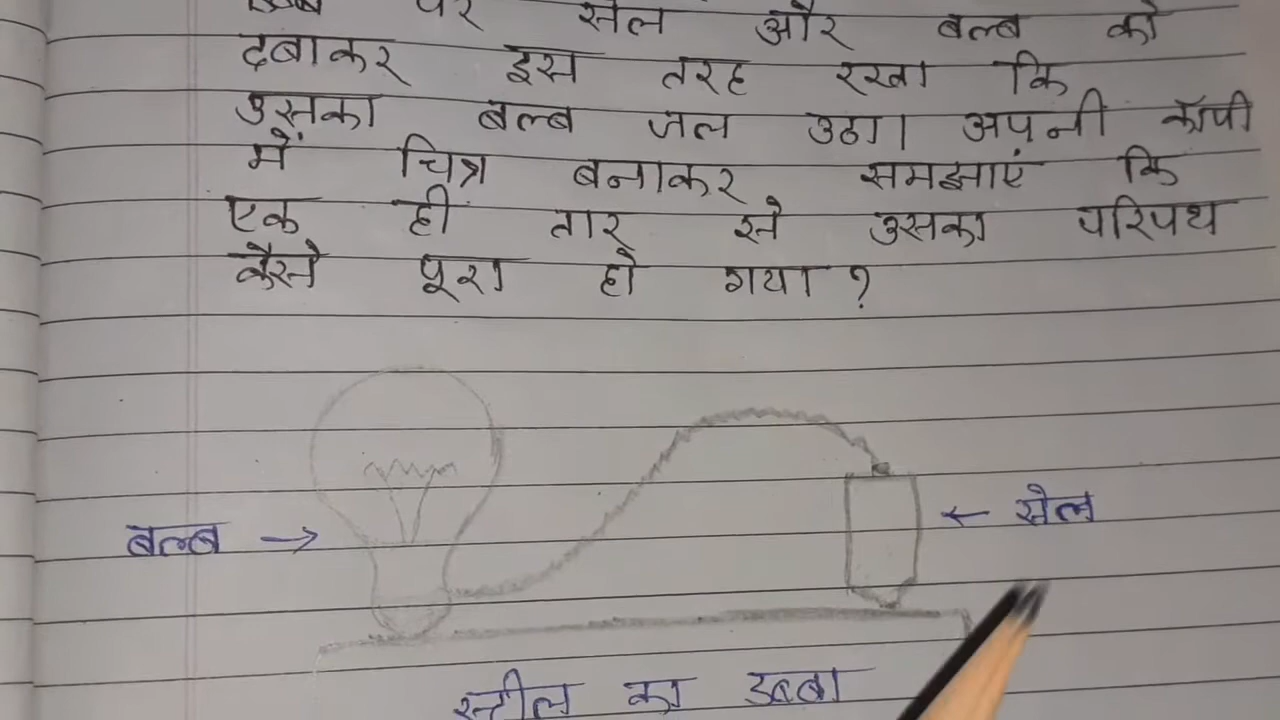 डिब्बे पर सेल और बल्ब को
दबाकर इस तरह रखा कि
उसका बल्ब जल उठा। अपनी कॉपी
में चित्र बनाकर समझाएं कि
एक ही तार से उसका परिपथ
कैसे पूरा हो गया ?
बल्ब →
← सेल
स्टील का डब्बा